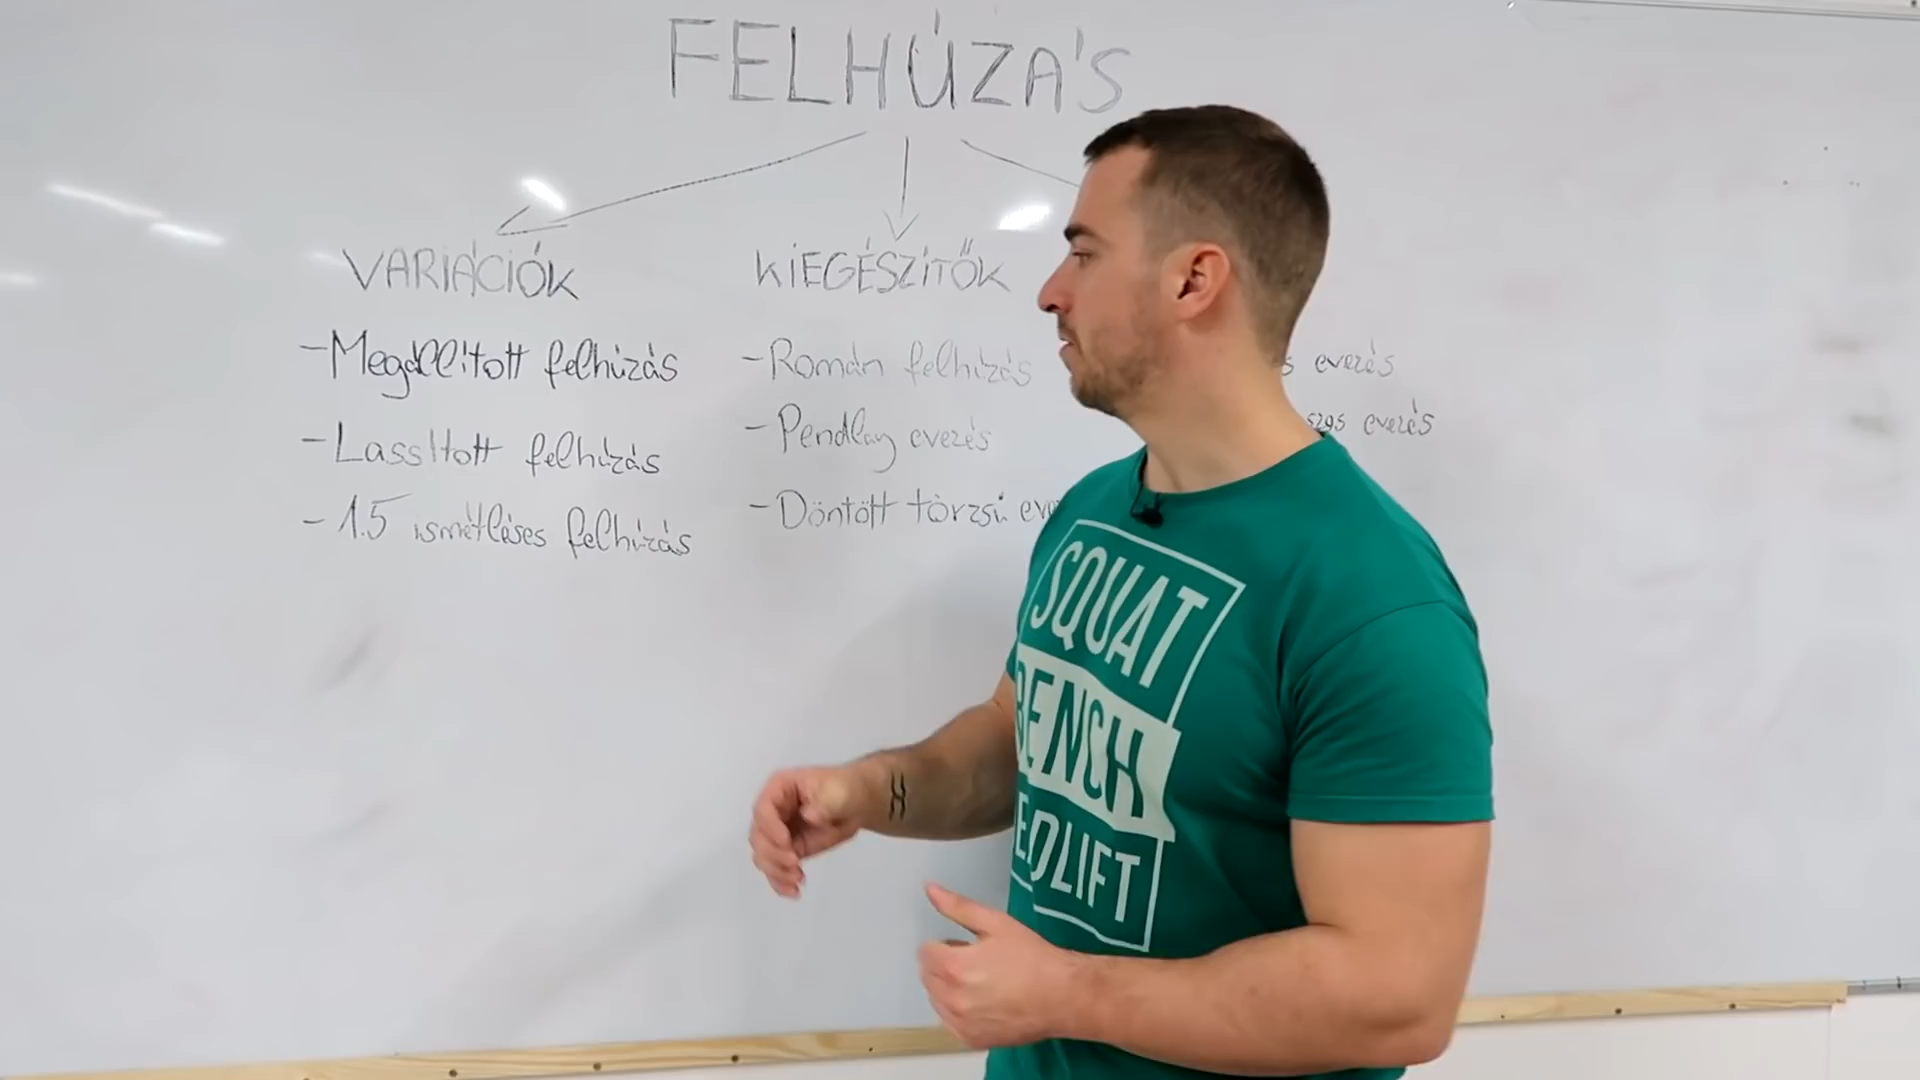 FELHÚZÁS
VARIÁCIÓK
- Megállított felhúzás
- Lassított felhúzás
- 1.5 ismétléses felhúzás
KIEGÉSZÍTŐK
- Román felhúzás
- Pendlay evezés
- Döntött törzsű
evezés
evezés
SQUAT
BENCH